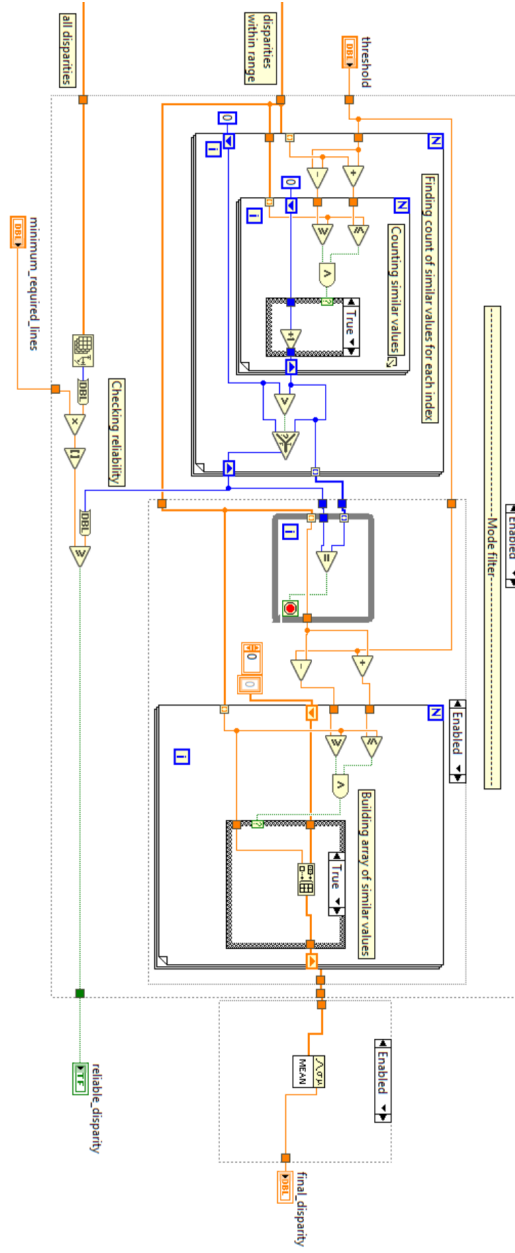 Enabled
-----------------------Mode filter-----------------------
Enabled
Finding count of similar values for each index
N
threshold
DBL
Counting similar values
N
True
+
-
≤
≥
∧
+1
0
i
0
i
>
?
disparities
within range
=
i
+
-
N
≤
≥
∧
Building array of similar values
True
0
0
i
Enabled
MEAN
final_disparity
DBL
all disparities
Checking reliability
DBL
×
[ ]
DBL
≥
minimum_required_lines
DBL
reliable_disparity
TF